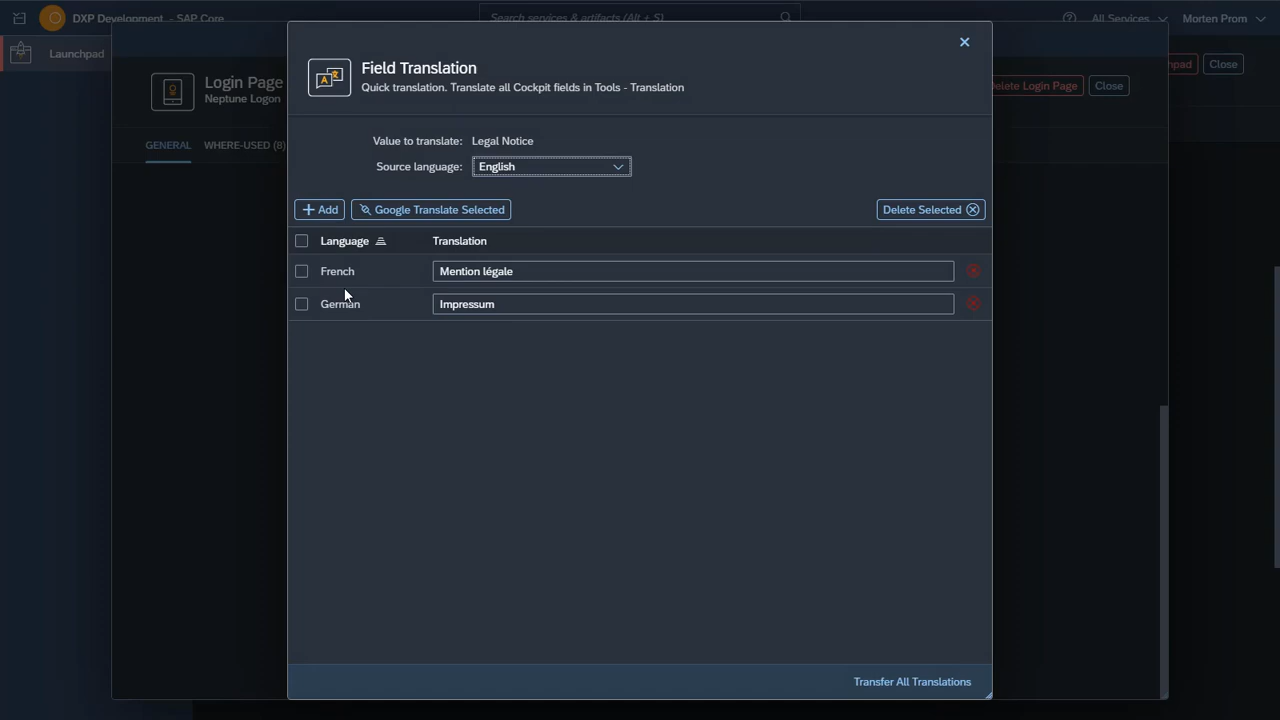 DXP Development - SAP Core
Search services & artifacts (Alt + S)
All Services
Morten Prom
Launchpad
Close
Login Page
Neptune Logon
Delete Login Page
Close
GENERAL
WHERE-USED (8)
Field Translation
Quick translation. Translate all Cockpit fields in Tools - Translation
Value to translate: Legal Notice
Source language: English
Add
Google Translate Selected
Delete Selected
Language
Translation
French
Mention légale
German
Impressum
Transfer All Translations